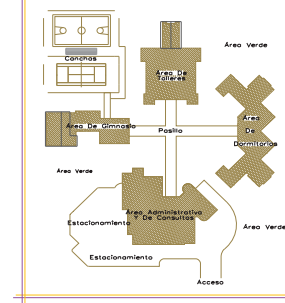 Área Verde
Canchas
Área De
Talleres
Área
De
Dormitorios
Área De Gimnasio
Pasillo
Área Verde
Área Administrativa
Y De Consultas
Estacionamiento
Área Verde
Estacionamiento
Acceso